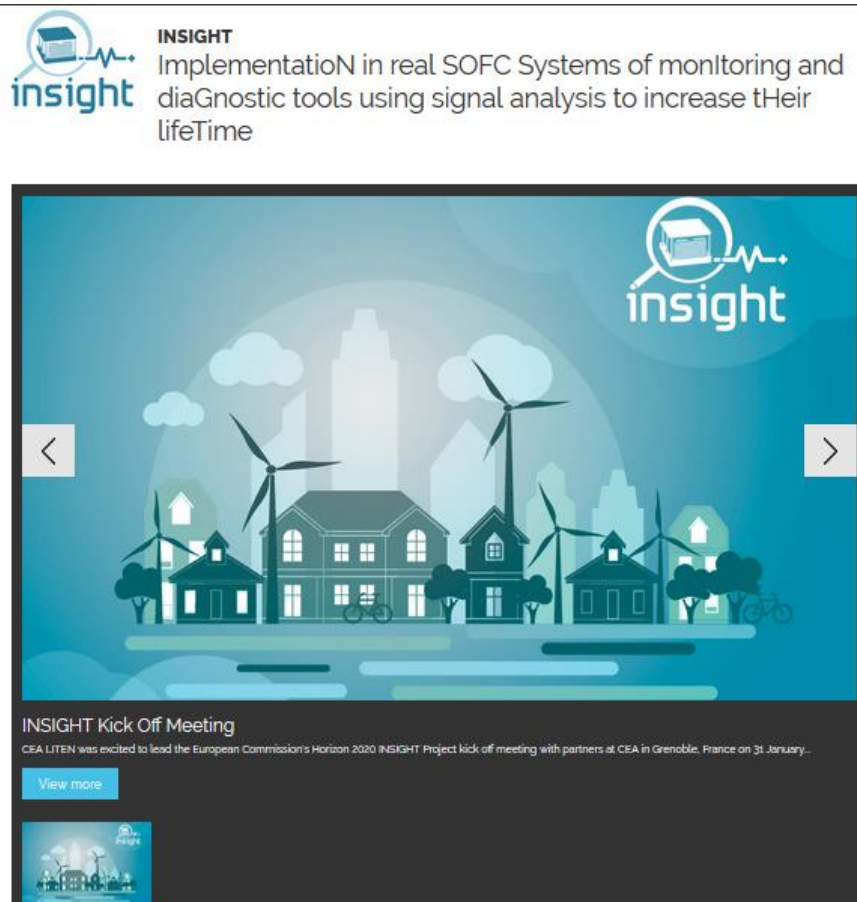 insight
INSIGHT
ImplementatioN in real SOFC Systems of monItoring and
diaGnostic tools using signal analysis to increase tHeir
lifeTime
insight
INSIGHT Kick Off Meeting
CEA LITEN was excited to lead the European Commission's Horizon 2020 INSIGHT Project kick off meeting with partners at CEA in Grenoble, France on 31 January...
View more
insight